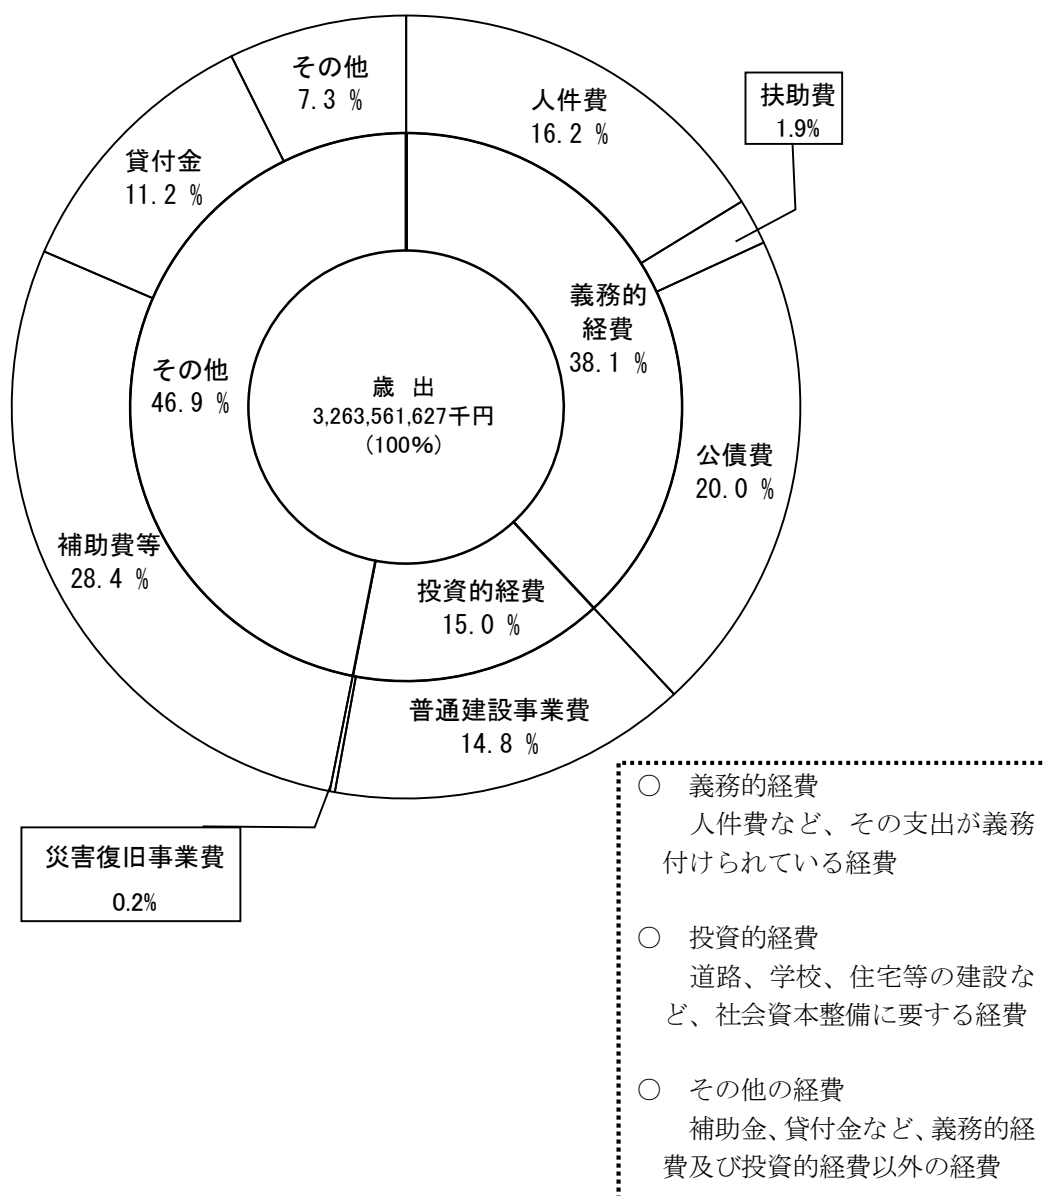 その他
7.3 %
人件費
16.2 %
扶助費
1.9%
貸付金
11.2 %
義務的
経費
38.1 %
その他
46.9 %
歳 出
3,263,561,627千円
(100%)
公債費
20.0 %
補助費等
28.4 %
投資的経費
15.0 %
普通建設事業費
14.8 %
災害復旧事業費
0.2%
○ 義務的経費
人件費など、その支出が義務
付けられている経費
○ 投資的経費
道路、学校、住宅等の建設な
ど、社会資本整備に要する経費
○ その他の経費
補助金、貸付金など、義務的経
費及び投資的経費以外の経費